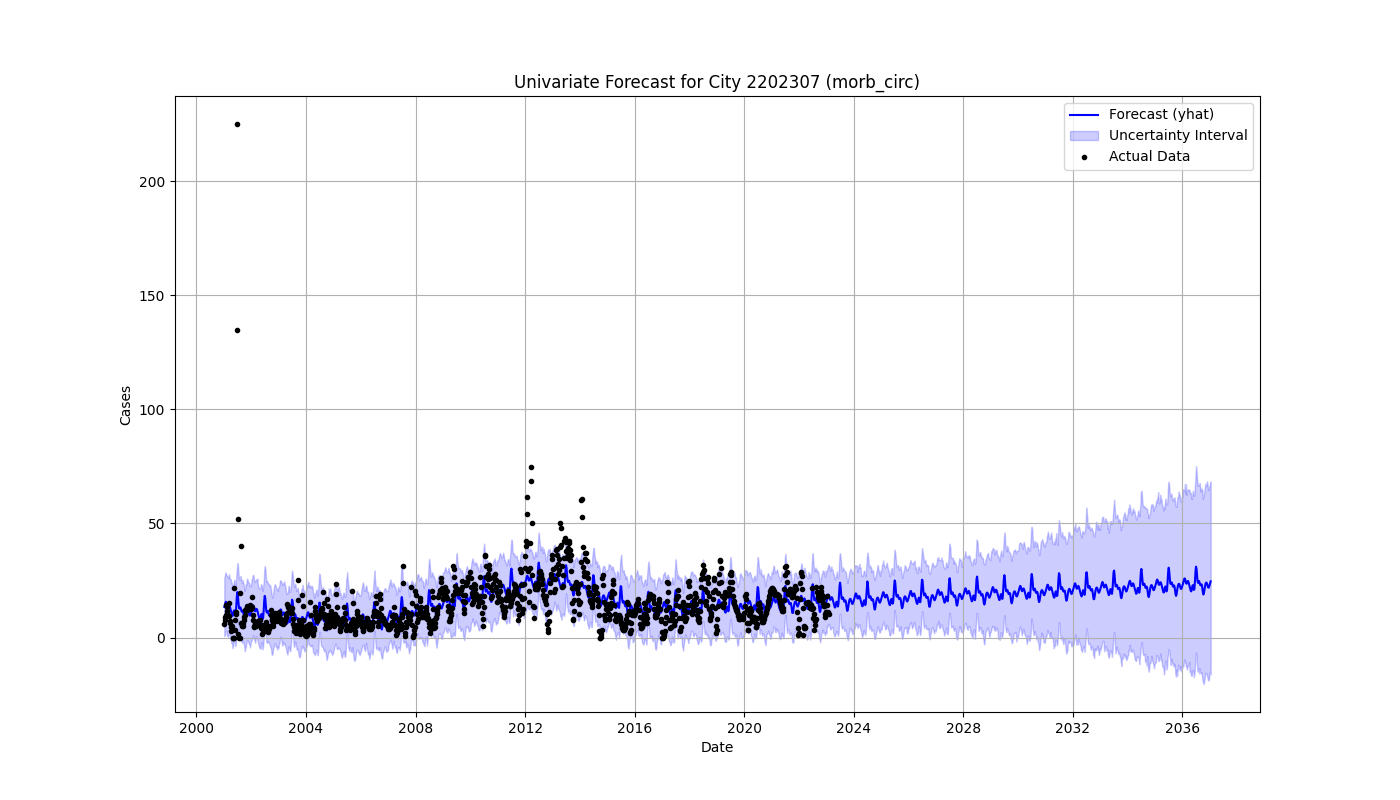 Univariate Forecast for City 2202307 (morb_circ)
Forecast (yhat)
Uncertainty Interval
Actual Data
200
150
100
50
0
Cases
2000 2004 2008 2012 2016 2020 2024 2028 2032 2036
Date